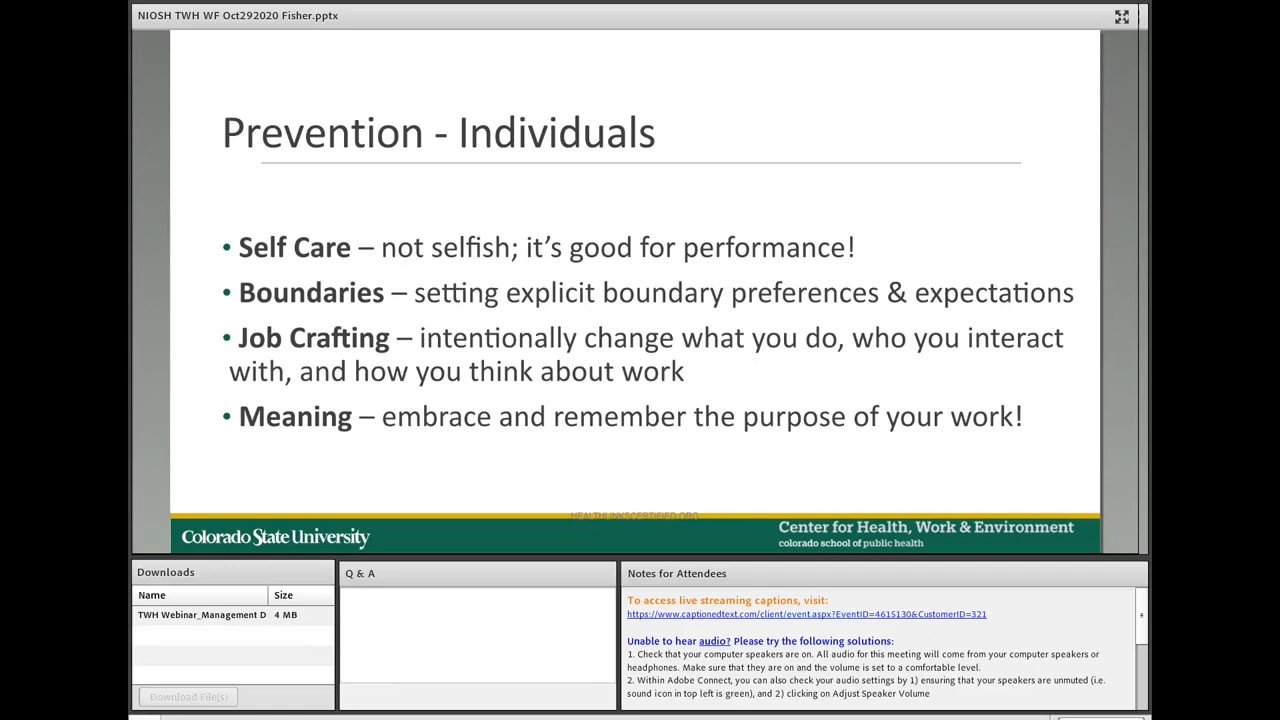 NIOSH TWH WF Oct292020 Fisher.pptx
Prevention - Individuals
• Self Care – not selfish; it's good for performance!
• Boundaries – setting explicit boundary preferences & expectations
• Job Crafting – intentionally change what you do, who you interact
with, and how you think about work
• Meaning – embrace and remember the purpose of your work!
HEALTHLINKSCERTIFIED.ORG
Colorado State University
Center for Health, Work & Environment
colorado school of public health
Downloads
Name Size
TWH Webinar_Management D 4 MB
Download File(s)
Q & A
Notes for Attendees
To access live streaming captions, visit:
https://www.captionedtext.com/client/event.aspx?EventID=4615130&CustomerID=321
Unable to hear audio? Please try the following solutions:
1. Check that your computer speakers are on. All audio for this meeting will come from your computer speakers or
headphones. Make sure that they are on and the volume is set to a comfortable level.
2. Within Adobe Connect, you can also check your audio settings by 1) ensuring that your speakers are unmuted (i.e.
sound icon in top left is green), and 2) clicking on Adjust Speaker Volume